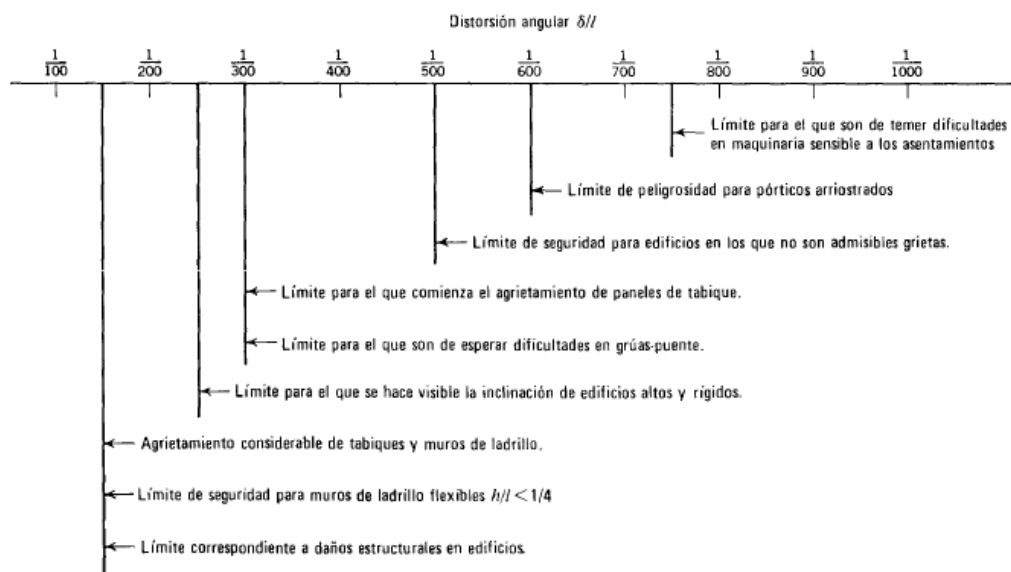 Distorsión angular δ/l
1/100 1/200 1/300 1/400 1/500 1/600 1/700 1/800 1/900 1/1000
Límite para el que son de temer dificultades
en maquinaria sensible a los asentamientos
Límite de peligrosidad para pórticos arriostrados
Límite de seguridad para edificios en los que no son admisibles grietas.
Límite para el que comienza el agrietamiento de paneles de tabique.
Límite para el que son de esperar dificultades en grúas-puente.
Límite para el que se hace visible la inclinación de edificios altos y rígidos.
Agrietamiento considerable de tabiques y muros de ladrillo.
Límite de seguridad para muros de ladrillo flexibles h/l < 1/4
Límite correspondiente a daños estructurales en edificios.